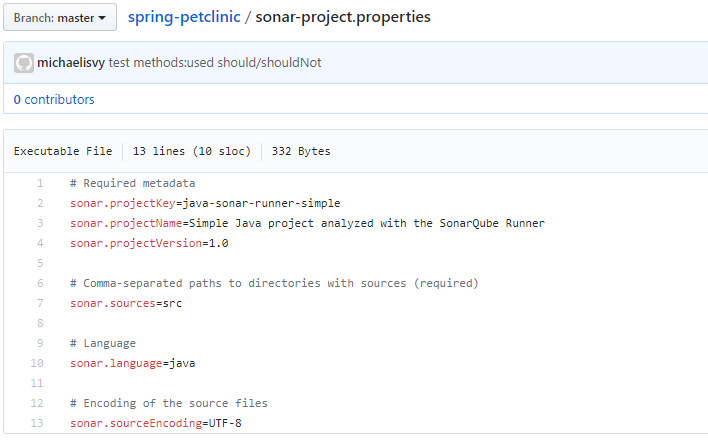 Branch: master spring-petclinic / sonar-project.properties
michaelisvy test methods:used should/shouldNot
0 contributors
Executable File 13 lines (10 sloc) 332 Bytes
1 # Required metadata
2 sonar.projectKey=java-sonar-runner-simple
3 sonar.projectName=Simple Java project analyzed with the SonarQube Runner
4 sonar.projectVersion=1.0
5
6 # Comma-separated paths to directories with sources (required)
7 sonar.sources=src
8
9 # Language
10 sonar.language=java
11
12 # Encoding of the source files
13 sonar.sourceEncoding=UTF-8